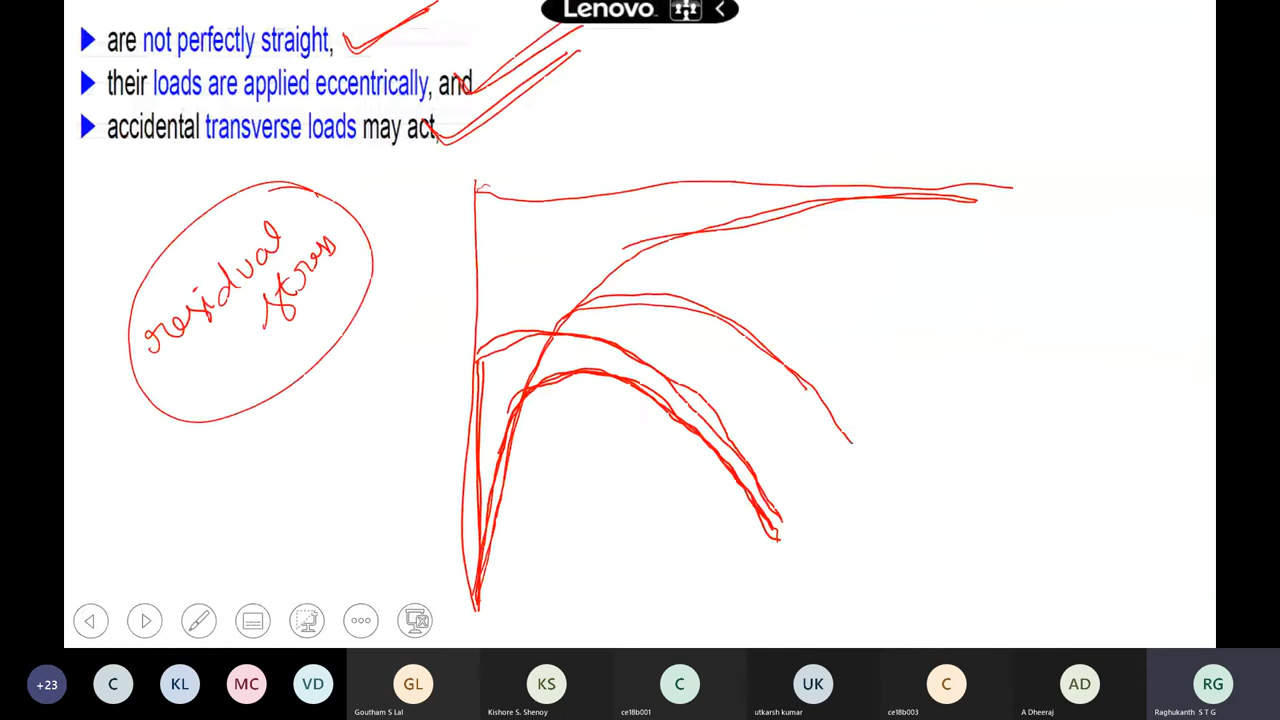 Lenovo
are not perfectly straight,
their loads are applied eccentrically, and
accidental transverse loads may act,
residual
stress
+23
C
KL
MC
VD
GL
KS
C
UK
C
AD
RG
Goutham S Lal
Kishore S. Shenoy
ce18b001
utkarsh kumar
ce18b003
A Dheeraj
Raghukanth S T G